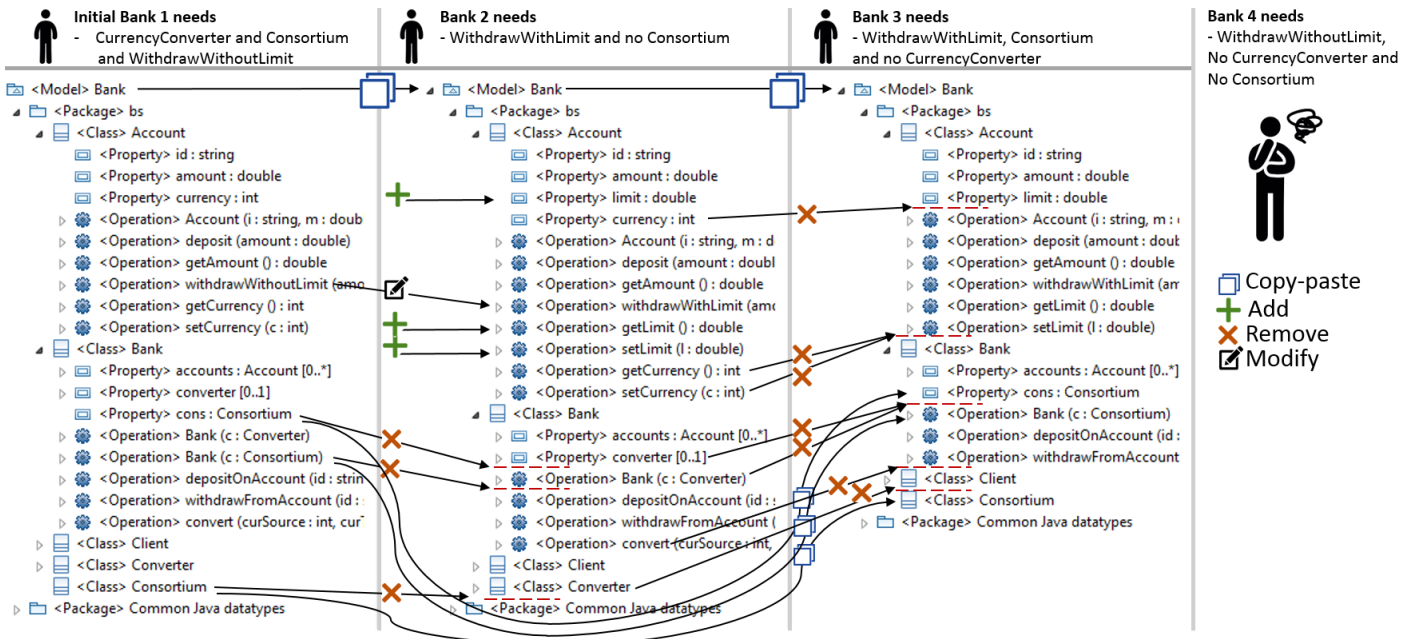 Initial Bank 1 needs
- CurrencyConverter and Consortium
and WithdrawWithoutLimit
Bank 2 needs
- WithdrawWithLimit and no Consortium
Bank 3 needs
- WithdrawWithLimit, Consortium
and no CurrencyConverter
Bank 4 needs
- WithdrawWithoutLimit,
No CurrencyConverter and
No Consortium
<Model> Bank
<Package> bs
<Class> Account
<Property> id : string
<Property> amount : double
<Property> currency : int
<Operation> Account (i : string, m : doub
<Operation> deposit (amount : double)
<Operation> getAmount () : double
<Operation> withdrawWithoutLimit (amo
<Operation> getCurrency () : int
<Operation> setCurrency (c : int)
<Class> Bank
<Property> accounts : Account [0..*]
<Property> converter [0..1]
<Property> cons : Consortium
<Operation> Bank (c : Converter)
<Operation> Bank (c : Consortium)
<Operation> depositOnAccount (id : strin
<Operation> withdrawFromAccount (id :
<Operation> convert (curSource : int, cur
<Class> Client
<Class> Converter
<Class> Consortium
<Package> Common Java datatypes
<Model> Bank
<Package> bs
<Class> Account
<Property> id : string
<Property> amount : double
<Property> limit : double
<Property> currency : int
<Operation> Account (i : string, m : d
<Operation> deposit (amount : doubl
<Operation> getAmount () : double
<Operation> withdrawWithLimit (amo
<Operation> getLimit () : double
<Operation> setLimit (l : double)
<Operation> getCurrency () : int
<Operation> setCurrency (c : int)
<Class> Bank
<Property> accounts : Account [0..*]
<Property> converter [0..1]
<Operation> Bank (c : Converter)
<Operation> depositOnAccount (id :
<Operation> withdrawFromAccount (
<Operation> convert (curSource : int,
<Class> Client
<Class> Converter
<Package> Common Java datatypes
<Model> Bank
<Package> bs
<Class> Account
<Property> id : string
<Property> amount : double
<Property> limit : double
<Operation> Account (i : string, m :
<Operation> deposit (amount : doub
<Operation> getAmount () : double
<Operation> withdrawWithLimit (am
<Operation> getLimit () : double
<Operation> setLimit (l : double)
<Class> Bank
<Property> accounts : Account [0..*]
<Property> cons : Consortium
<Operation> Bank (c : Consortium)
<Operation> depositOnAccount (id :
<Operation> withdrawFromAccount
<Class> Client
<Class> Consortium
<Package> Common Java datatypes
Copy-paste
Add
Remove
Modify